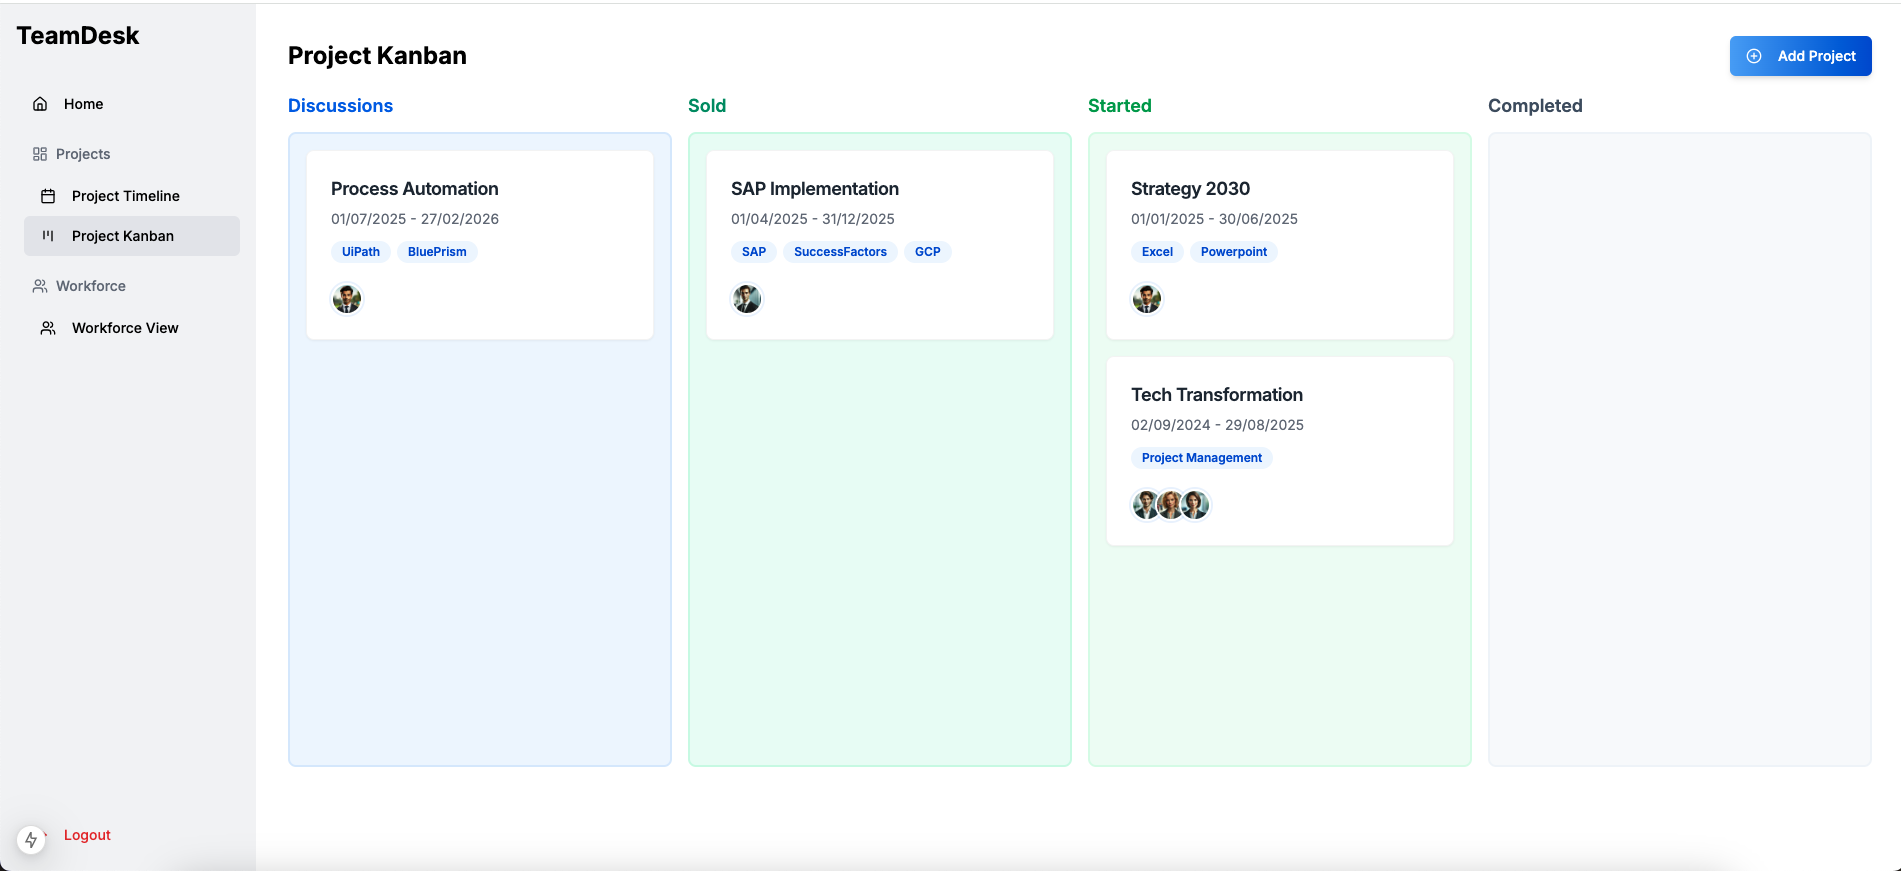 TeamDesk
Home
Projects
Project Timeline
Project Kanban
Workforce
Workforce View
Logout
Project Kanban
Add Project
Discussions
Process Automation
01/07/2025 - 27/02/2026
UiPath BluePrism
Sold
SAP Implementation
01/04/2025 - 31/12/2025
SAP SuccessFactors GCP
Started
Strategy 2030
01/01/2025 - 30/06/2025
Excel Powerpoint
Tech Transformation
02/09/2024 - 29/08/2025
Project Management
Completed